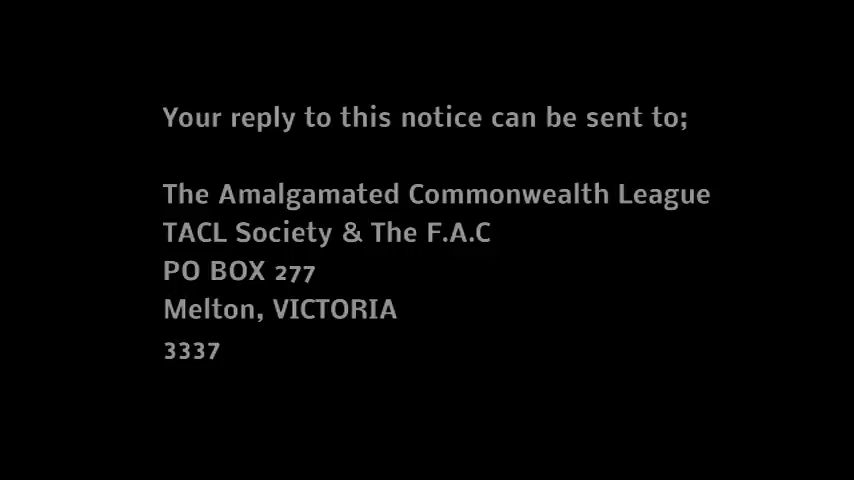 Your reply to this notice can be sent to;
The Amalgamated Commonwealth League
TACL Society & The F.A.C
PO BOX 277
Melton, VICTORIA
3337